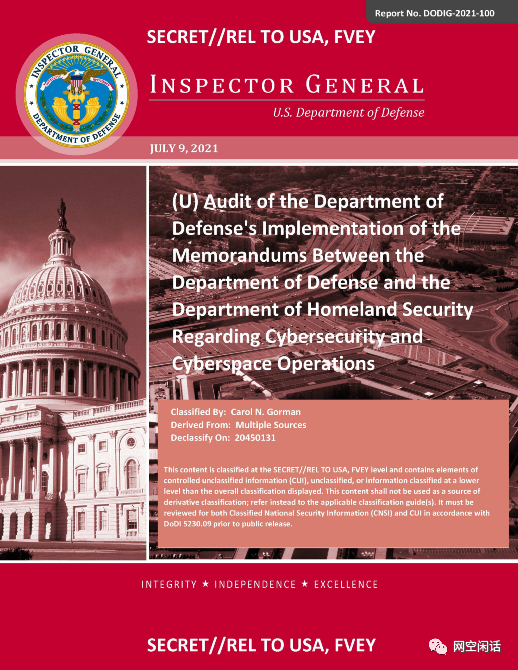 Report No. DODIG-2021-100
SECRET//REL TO USA, FVEY
INSPECTOR GENERAL
DEPARTMENT OF DEFENSE
INSPECTOR GENERAL
U.S. Department of Defense
JULY 9, 2021
(U) Audit of the Department of
Defense's Implementation of the
Memorandums Between the
Department of Defense and the
Department of Homeland Security
Regarding Cybersecurity and
Cyberspace Operations
Classified By: Carol N. Gorman
Derived From: Multiple Sources
Declassify On: 20450131
This content is classified at the SECRET//REL TO USA, FVEY level and contains elements of
controlled unclassified information (CUI), unclassified, or information classified at a lower
level than the overall classification displayed. This content shall not be used as a source of
derivative classification; refer instead to the applicable classification guide(s). It must be
reviewed for both Classified National Security Information (CNSI) and CUI in accordance with
DoDI 5230.09 prior to public release.
INTEGRITY ★ INDEPENDENCE ★ EXCELLENCE
SECRET//REL TO USA, FVEY
网空闲话